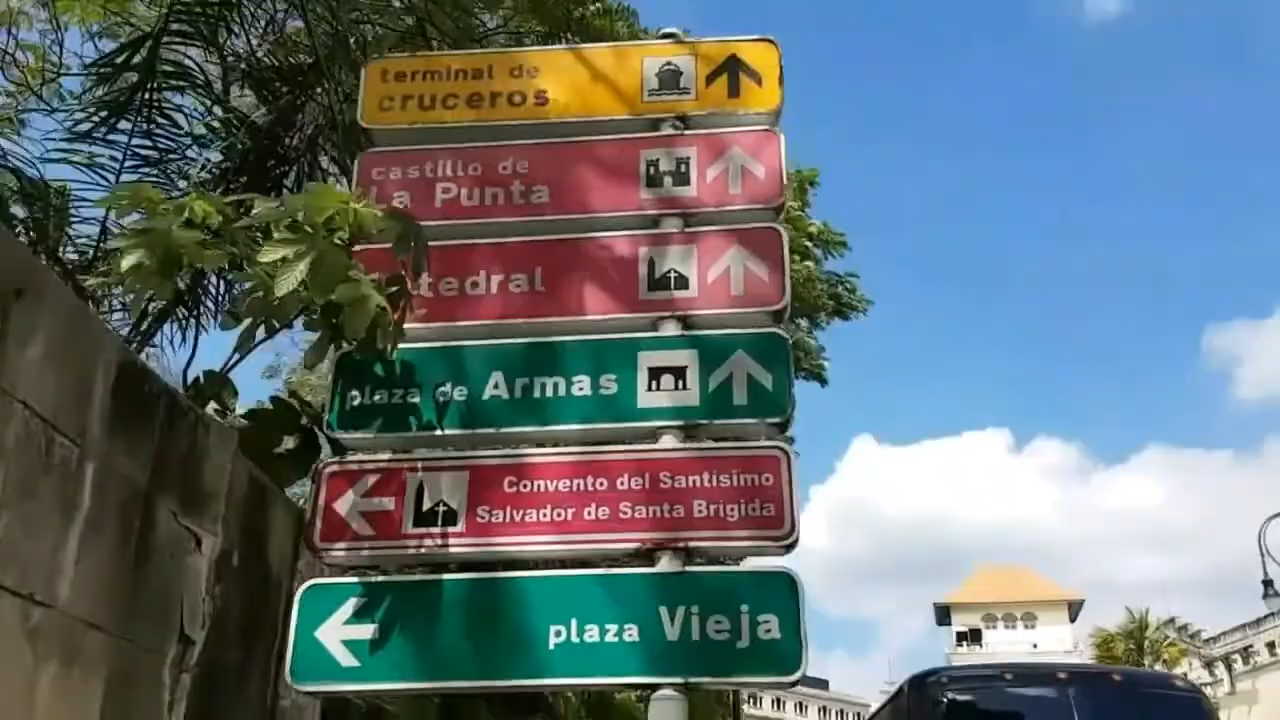 terminal de
cruceros
castillo de
La Punta
tedral
plaza de Armas
Convento del Santisimo
Salvador de Santa Brigida
plaza Vieja